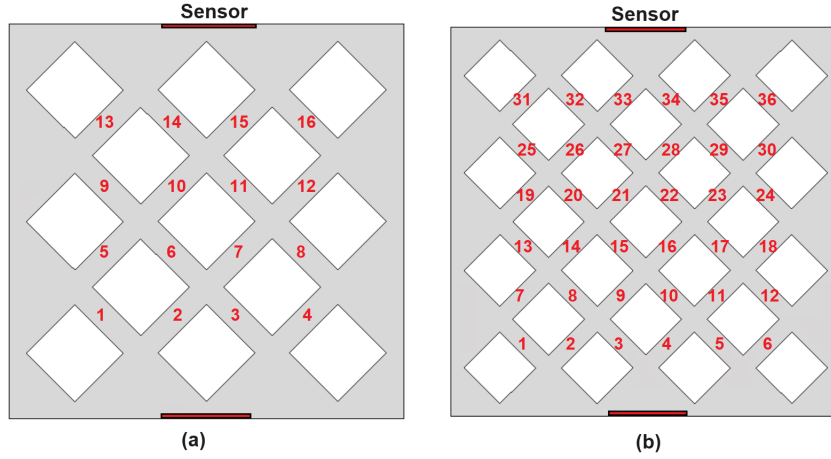 Sensor
Sensor
13 14 15 16
9 10 11 12
5 6 7 8
1 2 3 4
(a)
31 32 33 34 35 36
25 26 27 28 29 30
19 20 21 22 23 24
13 14 15 16 17 18
7 8 9 10 11 12
1 2 3 4 5 6
(b)